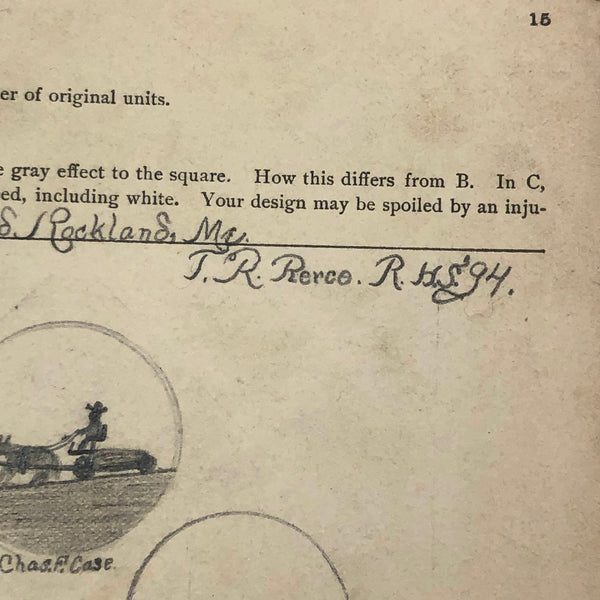 15
er of original units.
e gray effect to the square. How this differs from B. In C,
ed, including white. Your design may be spoiled by an inju-
S. Rockland, Me.
T. R. Pierce. R.H.S. '94.
Chas. F. Case.